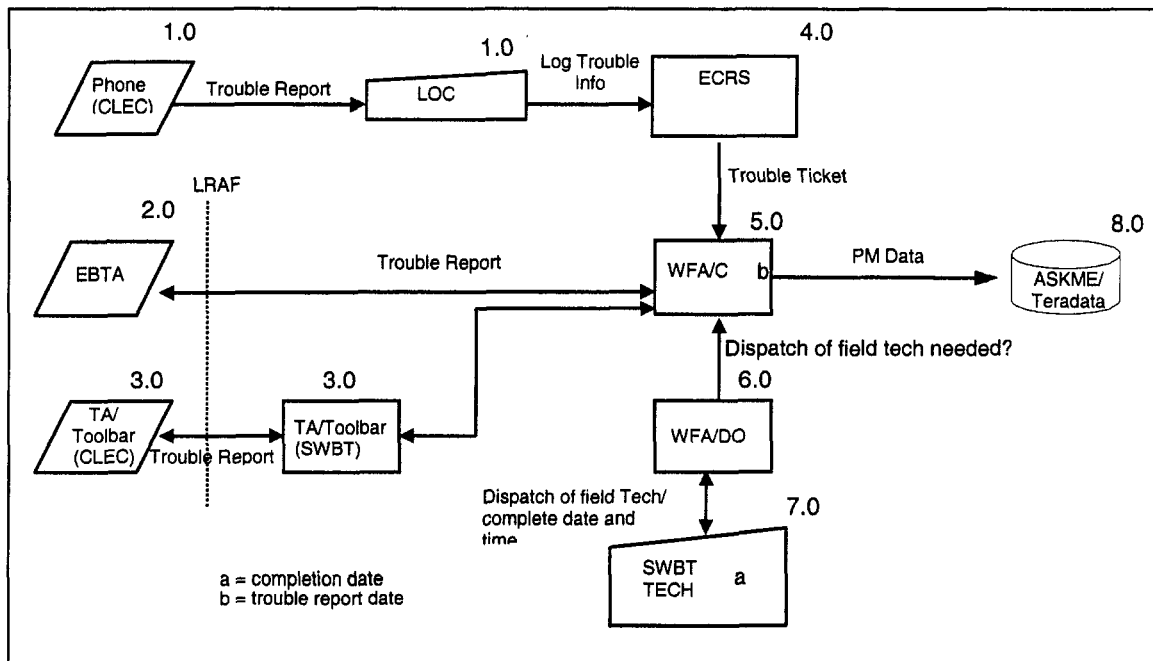 1.0
1.0
4.0
Phone
(CLEC)
Trouble Report
LOC
Log Trouble
Info
ECRS
LRAF
Trouble Ticket
2.0
5.0
8.0
EBTA
Trouble Report
WFA/C b
PM Data
ASKME/
Teradata
Dispatch of field tech needed?
3.0
3.0
6.0
TA/
Toolbar
(CLEC)
Trouble Report
TA/Toolbar
(SWBT)
WFA/DO
Dispatch of field Tech/
complete date and
time
7.0
SWBT
TECH a
a = completion date
b = trouble report date